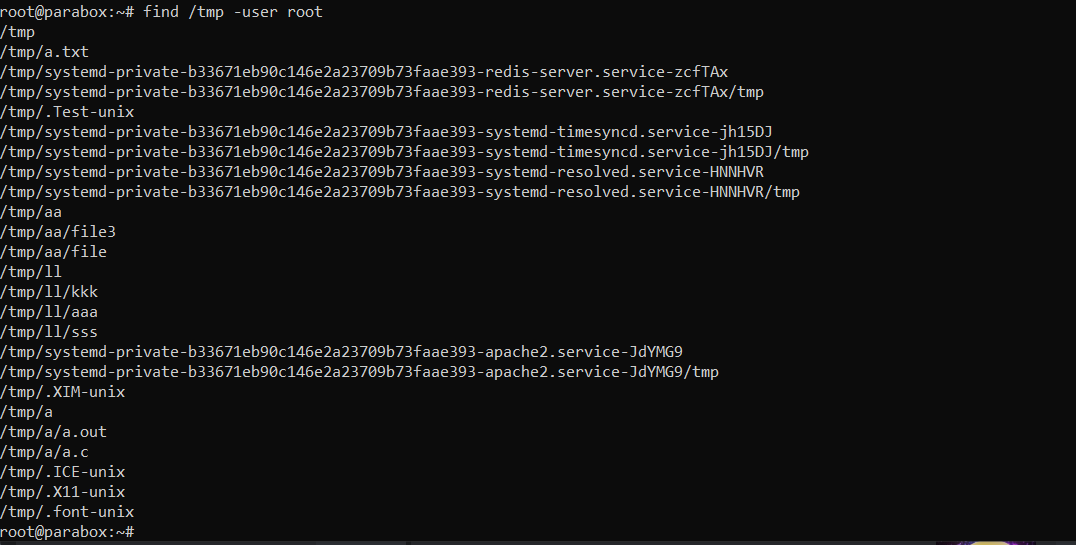 root@parabox:~# find /tmp -user root
/tmp
/tmp/a.txt
/tmp/systemd-private-b33671eb90c146e2a23709b73faae393-redis-server.service-zcfTAx
/tmp/systemd-private-b33671eb90c146e2a23709b73faae393-redis-server.service-zcfTAx/tmp
/tmp/.Test-unix
/tmp/systemd-private-b33671eb90c146e2a23709b73faae393-systemd-timesyncd.service-jh15DJ
/tmp/systemd-private-b33671eb90c146e2a23709b73faae393-systemd-timesyncd.service-jh15DJ/tmp
/tmp/systemd-private-b33671eb90c146e2a23709b73faae393-systemd-resolved.service-HNNHVR
/tmp/systemd-private-b33671eb90c146e2a23709b73faae393-systemd-resolved.service-HNNHVR/tmp
/tmp/aa
/tmp/aa/file3
/tmp/aa/file
/tmp/ll
/tmp/ll/kkk
/tmp/ll/aaa
/tmp/ll/sss
/tmp/systemd-private-b33671eb90c146e2a23709b73faae393-apache2.service-JdYMG9
/tmp/systemd-private-b33671eb90c146e2a23709b73faae393-apache2.service-JdYMG9/tmp
/tmp/.XIM-unix
/tmp/a
/tmp/a/a.out
/tmp/a/a.c
/tmp/.ICE-unix
/tmp/.X11-unix
/tmp/.font-unix
root@parabox:~#